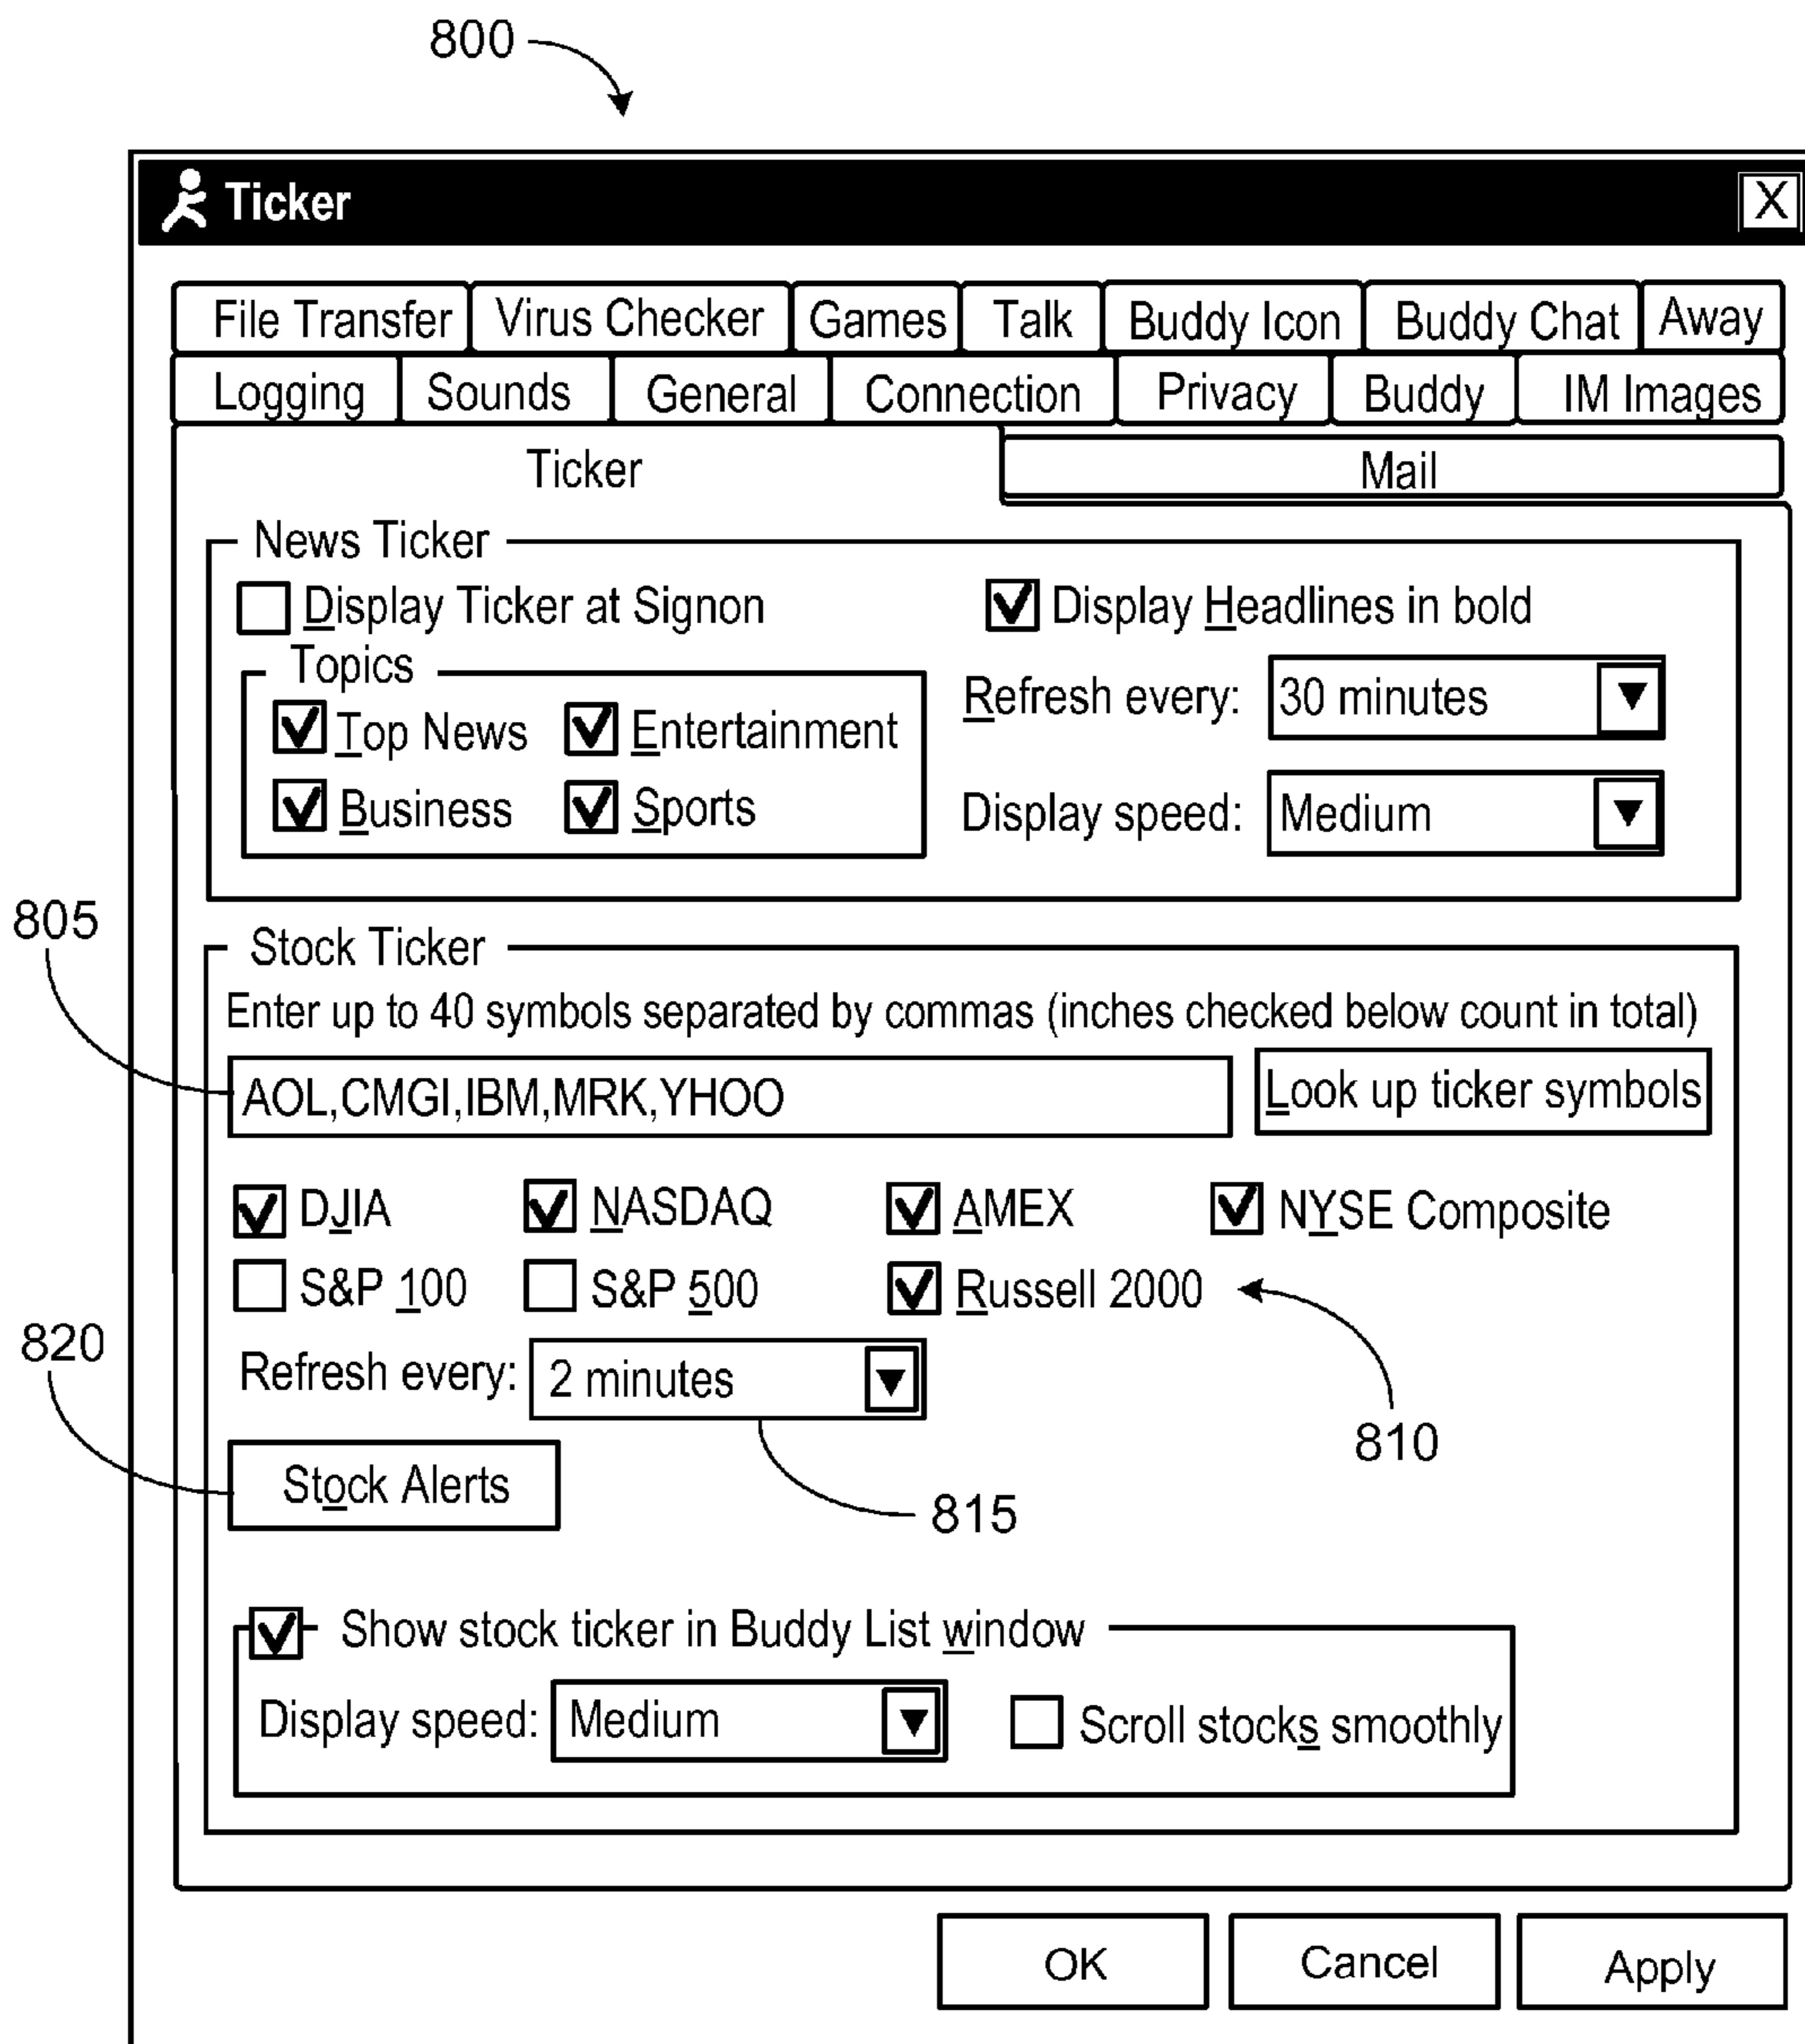 800
Ticker X
File Transfer Virus Checker Games Talk Buddy Icon Buddy Chat Away
Logging Sounds General Connection Privacy Buddy IM Images
Ticker Mail
News Ticker
Display Ticker at Signon Display Headlines in bold
Topics
Refresh every: 30 minutes
Top News Entertainment
Business Sports Display speed: Medium
805
Stock Ticker
Enter up to 40 symbols separated by commas (inches checked below count in total)
AOL,CMGI,IBM,MRK,YHOO Look up ticker symbols
DJIA NASDAQ AMEX NYSE Composite
S&P 100 S&P 500 Russell 2000
820
Refresh every: 2 minutes
810
Stock Alerts
815
Show stock ticker in Buddy List window
Display speed: Medium Scroll stocks smoothly
OK Cancel Apply